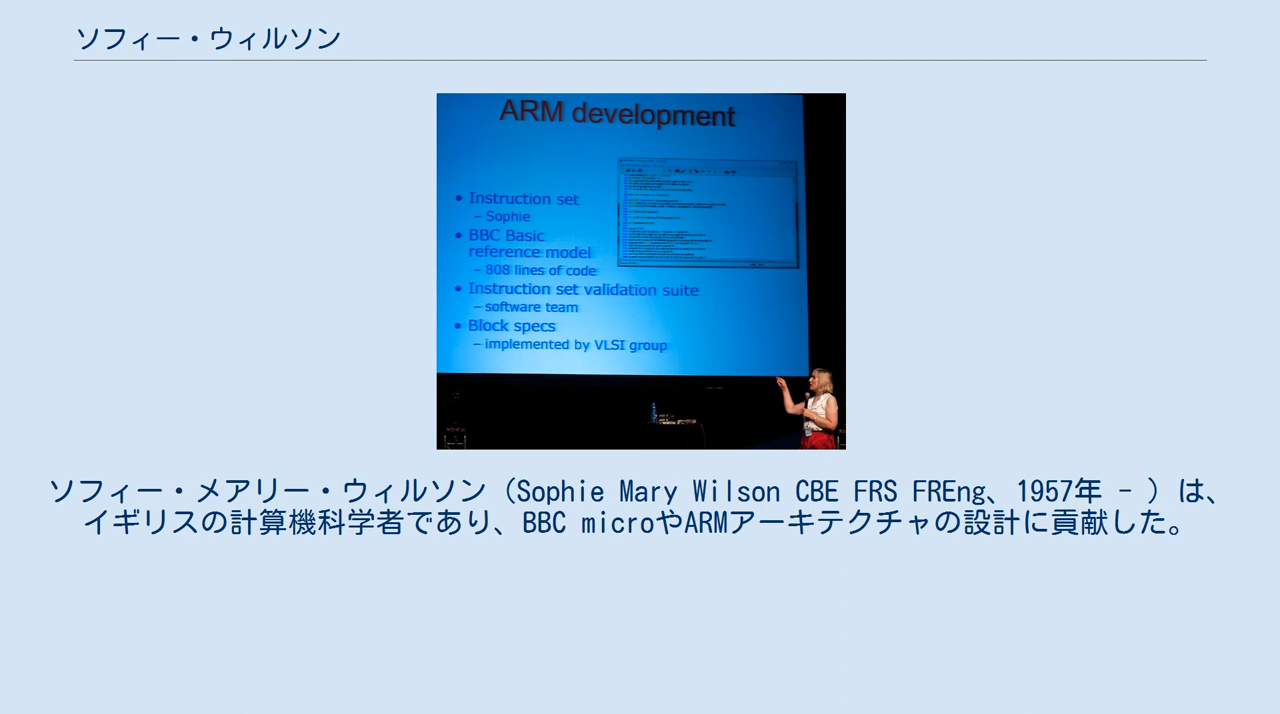 ソフィー・ウィルソン
ARM development
• Instruction set
– Sophie
• BBC Basic
reference model
– 808 lines of code
• Instruction set validation suite
– software team
• Block specs
– implemented by VLSI group
ソフィー・メアリー・ウィルソン（Sophie Mary Wilson CBE FRS FREng、1957年 - ）は、
イギリスの計算機科学者であり、BBC microやARMアーキテクチャの設計に貢献した。